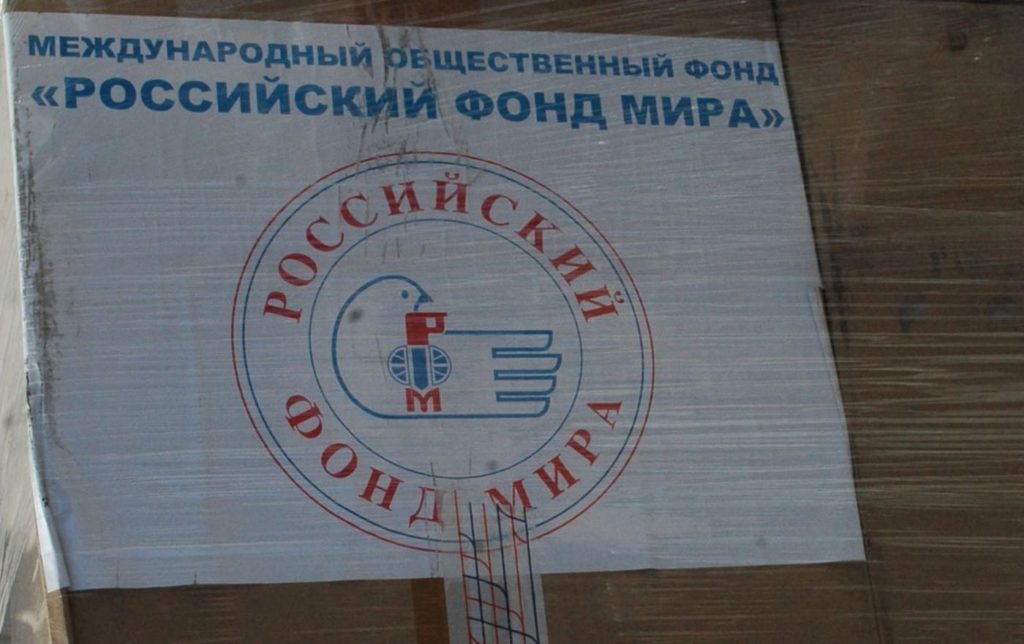 МЕЖДУНАРОДНЫЙ ОБЩЕСТВЕННЫЙ ФОНД
«РОССИЙСКИЙ ФОНД МИРА»
РОССИЙСКИЙ
РФМ
ФОНД МИРА